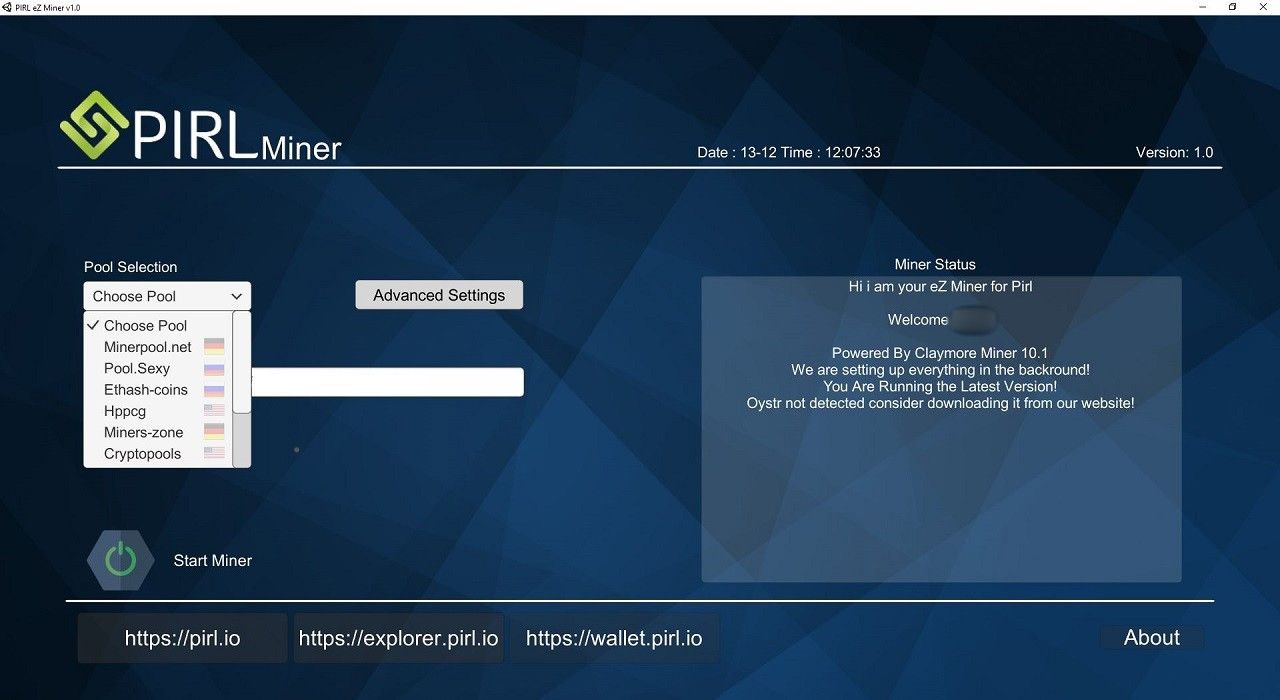 PIRL eZ Miner v1.0
PIRL Miner
Date : 13-12 Time : 12:07:33
Version: 1.0
Pool Selection
Choose Pool
Advanced Settings
Choose Pool
Minerpool.net
Pool.Sexy
Ethash-coins
Hppcg
Miners-zone
Cryptopools
Start Miner
Miner Status
Hi i am your eZ Miner for Pirl
Welcome
Powered By Claymore Miner 10.1
We are setting up everything in the backround!
You Are Running the Latest Version!
Oystr not detected consider downloading it from our website!
https://pirl.io
https://explorer.pirl.io
https://wallet.pirl.io
About